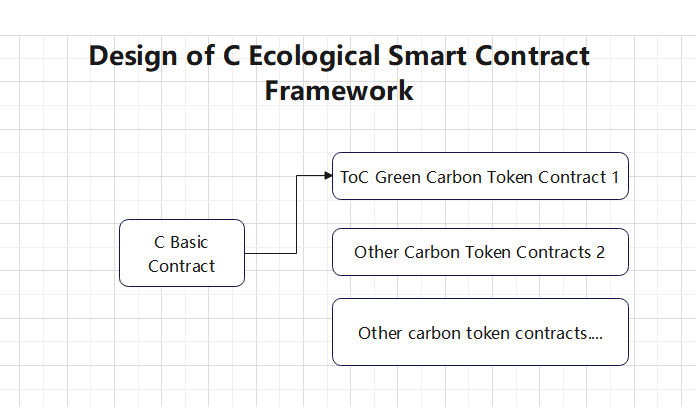 Design of C Ecological Smart Contract
Framework
ToC Green Carbon Token Contract 1
C Basic
Contract
Other Carbon Token Contracts 2
Other carbon token contracts....